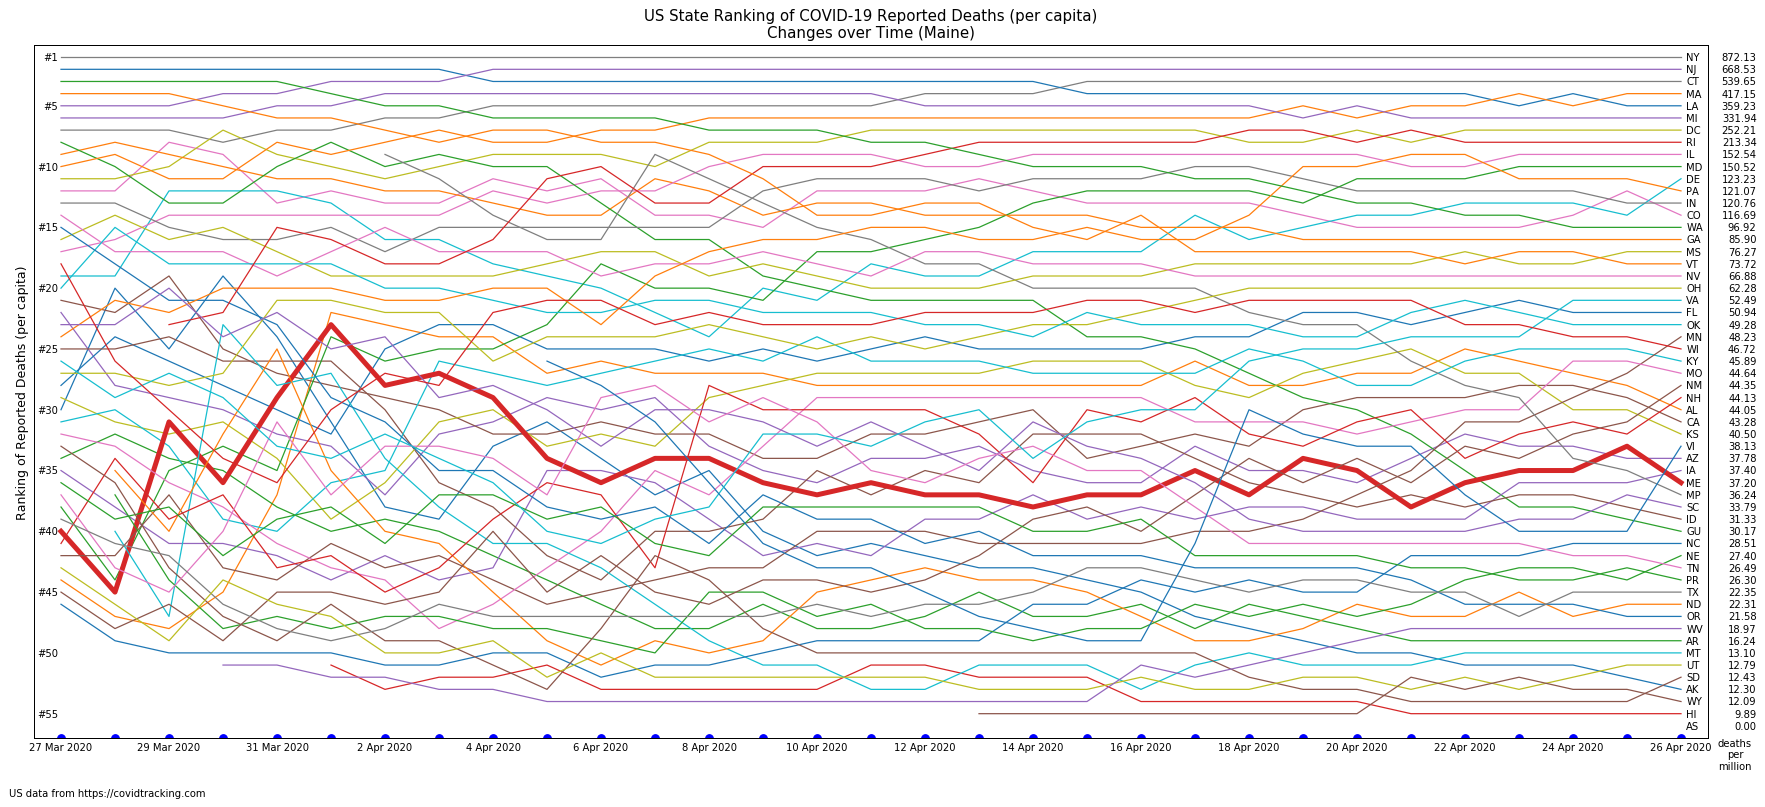 US State Ranking of COVID-19 Reported Deaths (per capita)
Changes over Time (Maine)
Ranking of Reported Deaths (per capita)
#1
#5
#10
#15
#20
#25
#30
#35
#40
#45
#50
#55
NY 872.13
NJ 668.53
CT 539.65
MA 417.15
LA 359.23
MI 331.94
DC 252.21
RI 213.34
IL 152.54
MD 150.52
DE 123.23
PA 121.07
IN 120.76
CO 116.69
WA 96.92
GA 85.90
MS 76.27
VT 73.72
NV 66.88
OH 62.28
VA 52.49
FL 50.94
OK 49.28
MN 48.23
WI 46.72
KY 45.89
MO 44.64
NM 44.35
NH 44.13
AL 44.05
CA 43.28
KS 40.50
VI 38.13
AZ 37.78
IA 37.40
ME 37.20
MP 36.24
SC 33.79
ID 31.33
GU 30.17
NC 28.51
NE 27.40
TN 26.49
PR 26.30
TX 22.35
ND 22.31
OR 21.58
WV 18.97
AR 16.24
MT 13.10
UT 12.79
SD 12.43
AK 12.30
WY 12.09
HI 9.89
AS 0.00
27 Mar 2020 29 Mar 2020 31 Mar 2020 2 Apr 2020 4 Apr 2020 6 Apr 2020 8 Apr 2020 10 Apr 2020 12 Apr 2020 14 Apr 2020 16 Apr 2020 18 Apr 2020 20 Apr 2020 22 Apr 2020 24 Apr 2020 26 Apr 2020
deaths
per
million
US data from https://covidtracking.com